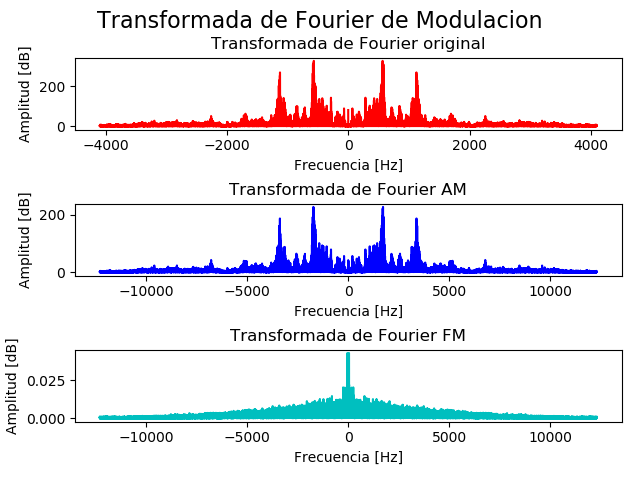 Transformada de Fourier de Modulacion
Transformada de Fourier original
Amplitud [dB]
200
0
−4000 −2000 0 2000 4000
Frecuencia [Hz]
Transformada de Fourier AM
Amplitud [dB]
200
0
−10000 −5000 0 5000 10000
Frecuencia [Hz]
Transformada de Fourier FM
Amplitud [dB]
0.025
0.000
−10000 −5000 0 5000 10000
Frecuencia [Hz]